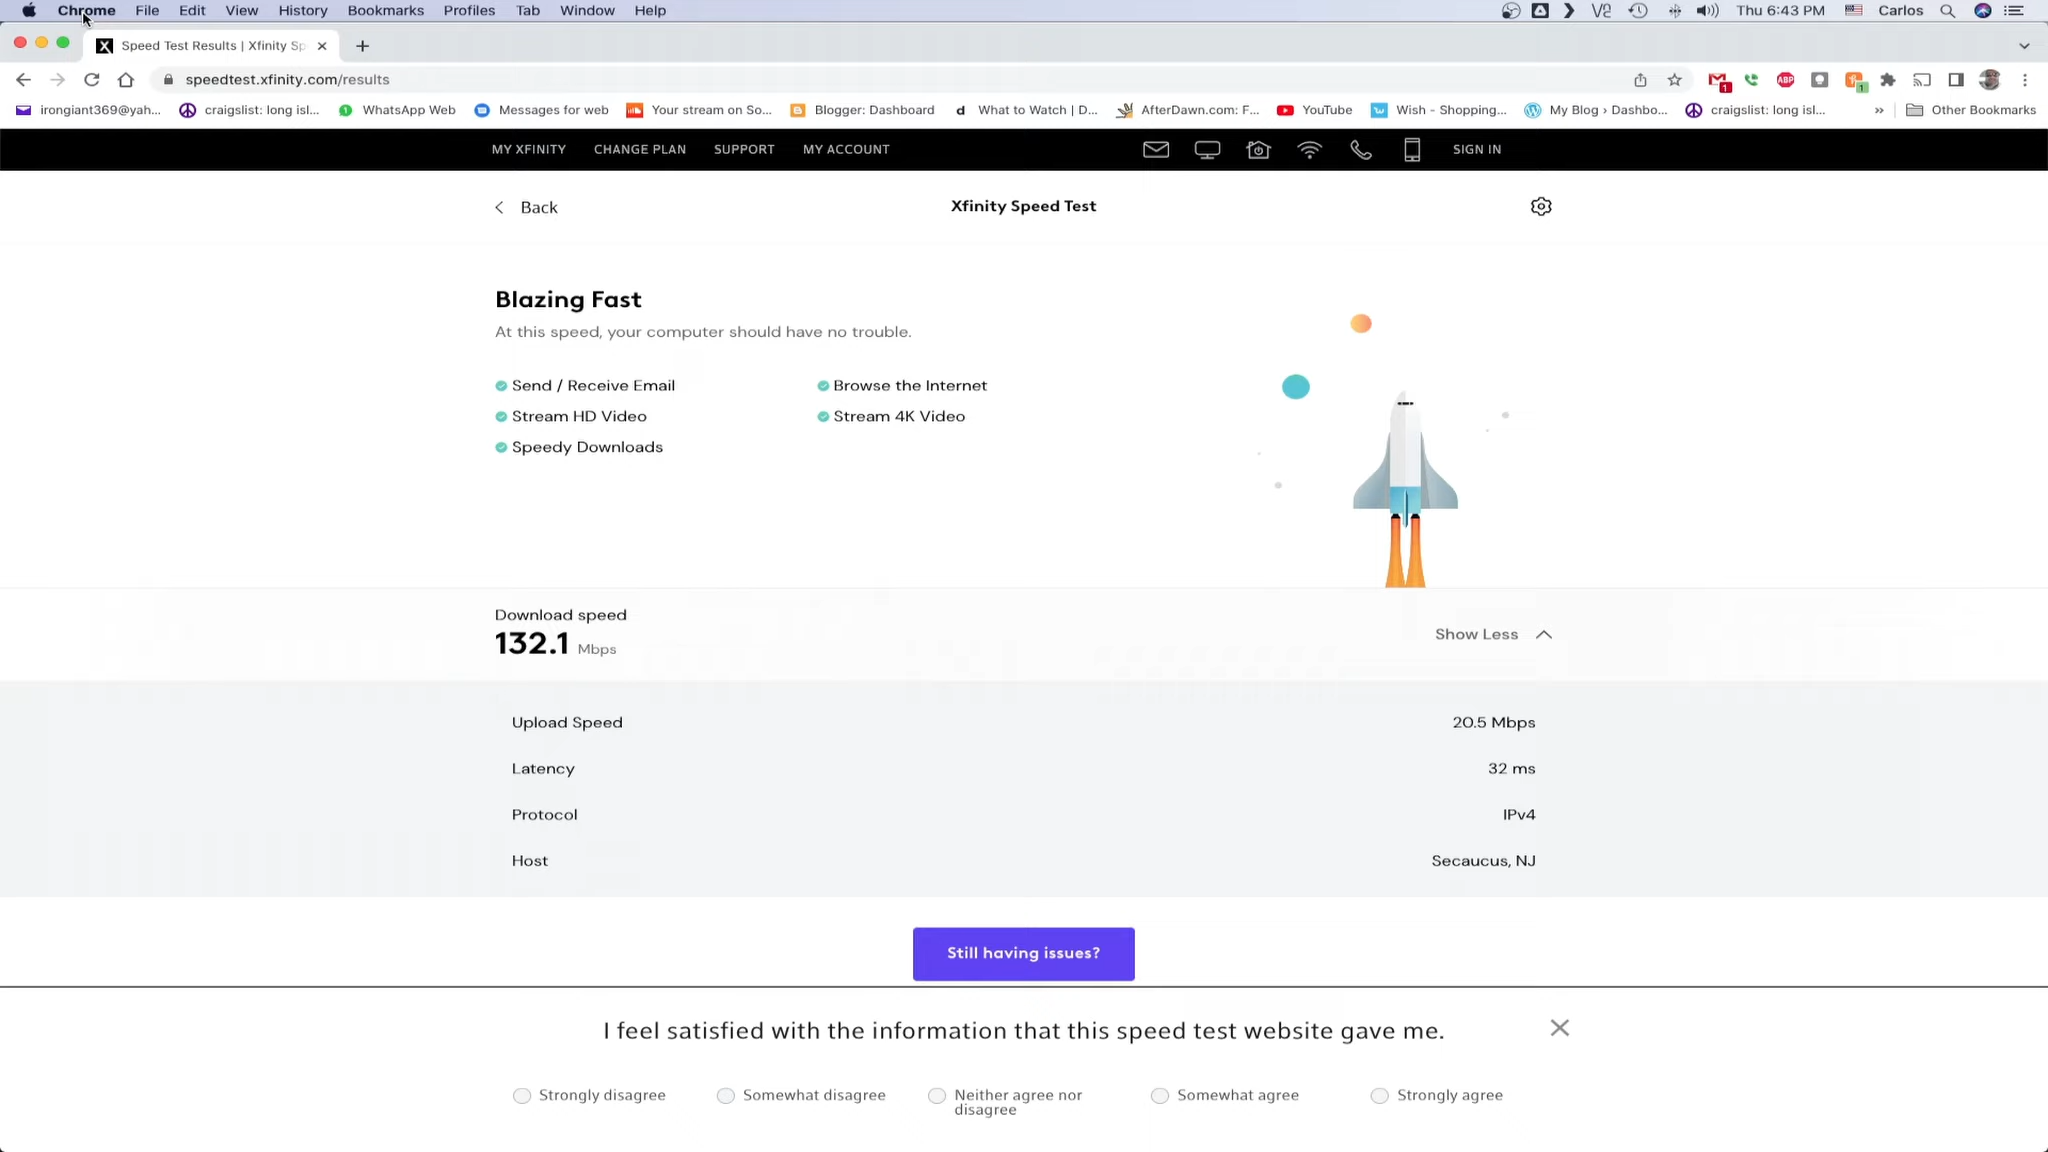 Chrome File Edit View History Bookmarks Profiles Tab Window Help Thu 6:43 PM Carlos
Speed Test Results | Xfinity Sp
speedtest.xfinity.com/results
irongiant369@yah... craigslist: long isl... WhatsApp Web Messages for web Your stream on So... Blogger: Dashboard What to Watch | D... AfterDawn.com: F... YouTube Wish - Shopping... My Blog › Dashbo... craigslist: long isl... » Other Bookmarks
MY XFINITY CHANGE PLAN SUPPORT MY ACCOUNT SIGN IN
Back Xfinity Speed Test
Blazing Fast
At this speed, your computer should have no trouble.
Send / Receive Email Browse the Internet
Stream HD Video Stream 4K Video
Speedy Downloads
Download speed
132.1 Mbps Show Less
Upload Speed 20.5 Mbps
Latency 32 ms
Protocol IPv4
Host Secaucus, NJ
Still having issues?
I feel satisfied with the information that this speed test website gave me.
Strongly disagree Somewhat disagree Neither agree nor disagree Somewhat agree Strongly agree